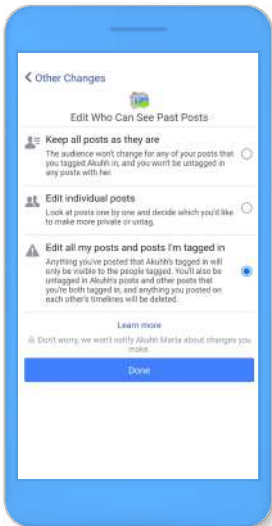 Other Changes
Edit Who Can See Past Posts
Keep all posts as they are
The audience won't change for any of your posts that
you tagged Akuhh in, and you won't be untagged in
any posts with her.
Edit individual posts
Look at posts one by one and decide which you'd like
to make more private or untag.
Edit all my posts and posts I'm tagged in
Anything you've posted that Akuhh's tagged in will
only be visible to the people tagged. You'll also be
untagged in Akuhh's posts and other posts that
you're both tagged in, and anything you posted on
each other's timelines will be deleted.
Learn more
Don't worry, we won't notify Akuhh Marta about changes you
make.
Done